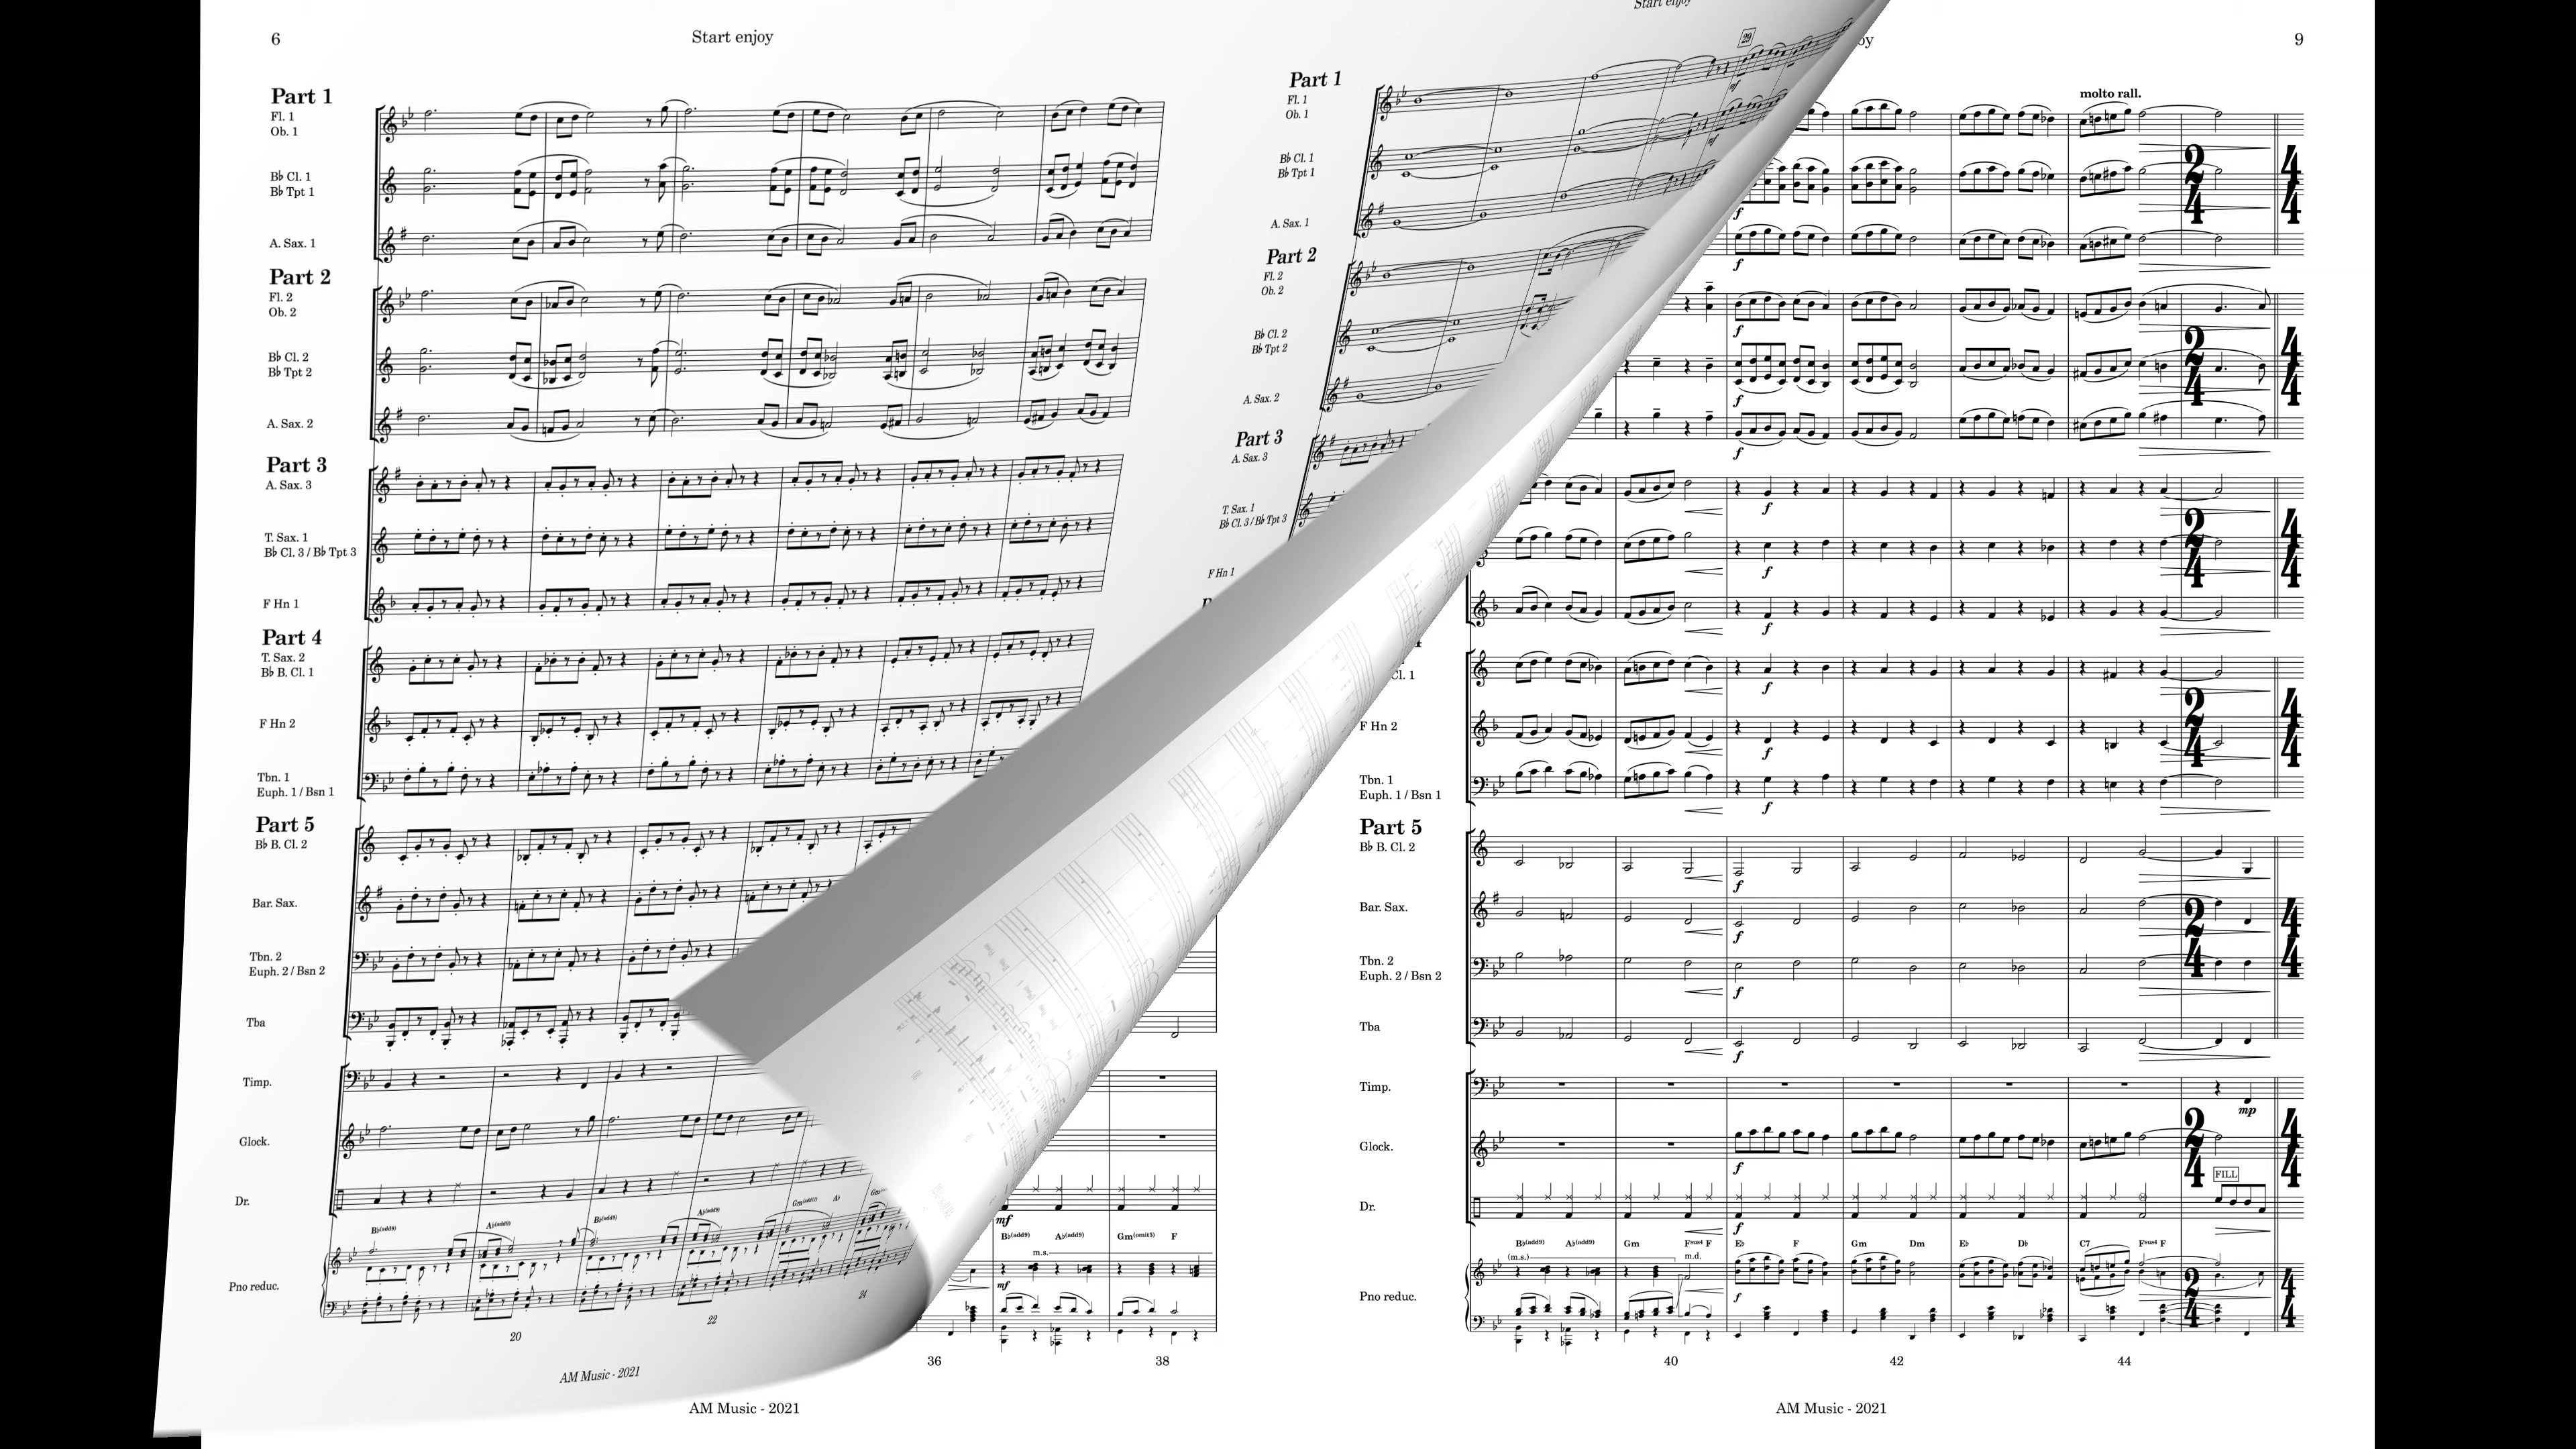 6
Start enjoy
Part 1
Fl. 1
Ob. 1
B♭ Cl. 1
B♭ Tpt 1
A. Sax. 1
Part 2
Fl. 2
Ob. 2
B♭ Cl. 2
B♭ Tpt 2
A. Sax. 2
Part 3
A. Sax. 3
T. Sax. 1
B♭ Cl. 3 / B♭ Tpt 3
F Hn 1
Part 4
T. Sax. 2
B♭ B. Cl. 1
F Hn 2
Tbn. 1
Euph. 1 / Bsn 1
Part 5
B♭ B. Cl. 2
Bar. Sax.
Tbn. 2
Euph. 2 / Bsn 2
Tba
Timp.
Glock.
Dr.
B♭(add9) A♭(add9) B♭(add9) A♭(add9) Gm(add11) A♭
Pno reduc.
20 22 24
AM Music - 2021
mf
B♭(add9) A♭(add9) Gm(omit5) F
m.s.
mf
36 38
AM Music - 2021
Start enjoy
29
Part 1
Fl. 1
Ob. 1
B♭ Cl. 1
B♭ Tpt 1
A. Sax. 1
Part 2
Fl. 2
Ob. 2
B♭ Cl. 2
B♭ Tpt 2
A. Sax. 2
Part 3
A. Sax. 3
T. Sax. 1
B♭ Cl. 3 / B♭ Tpt 3
F Hn 1
mf
mf
9
molto rall.
f
f
f
f
f
2 4 4 4
f
f
f
f
f
f
F Hn 2
Tbn. 1
Euph. 1 / Bsn 1
Part 5
B♭ B. Cl. 2
f
Bar. Sax.
f
Tbn. 2
Euph. 2 / Bsn 2
f
Tba
f
Timp.
mp
Glock.
f
FILL
Dr.
f
B♭(add9) A♭(add9) Gm Fsus4 F E♭ F Gm Dm E♭ D♭ C7 Fsus4 F
(m.s.) m.d.
f
Pno reduc.
40 42 44
AM Music - 2021